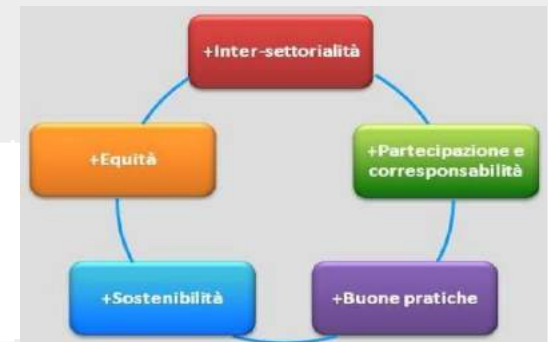 +Inter-settorialità
+Equità
+Partecipazione e
corresponsabilità
+Sostenibilità
+Buone pratiche